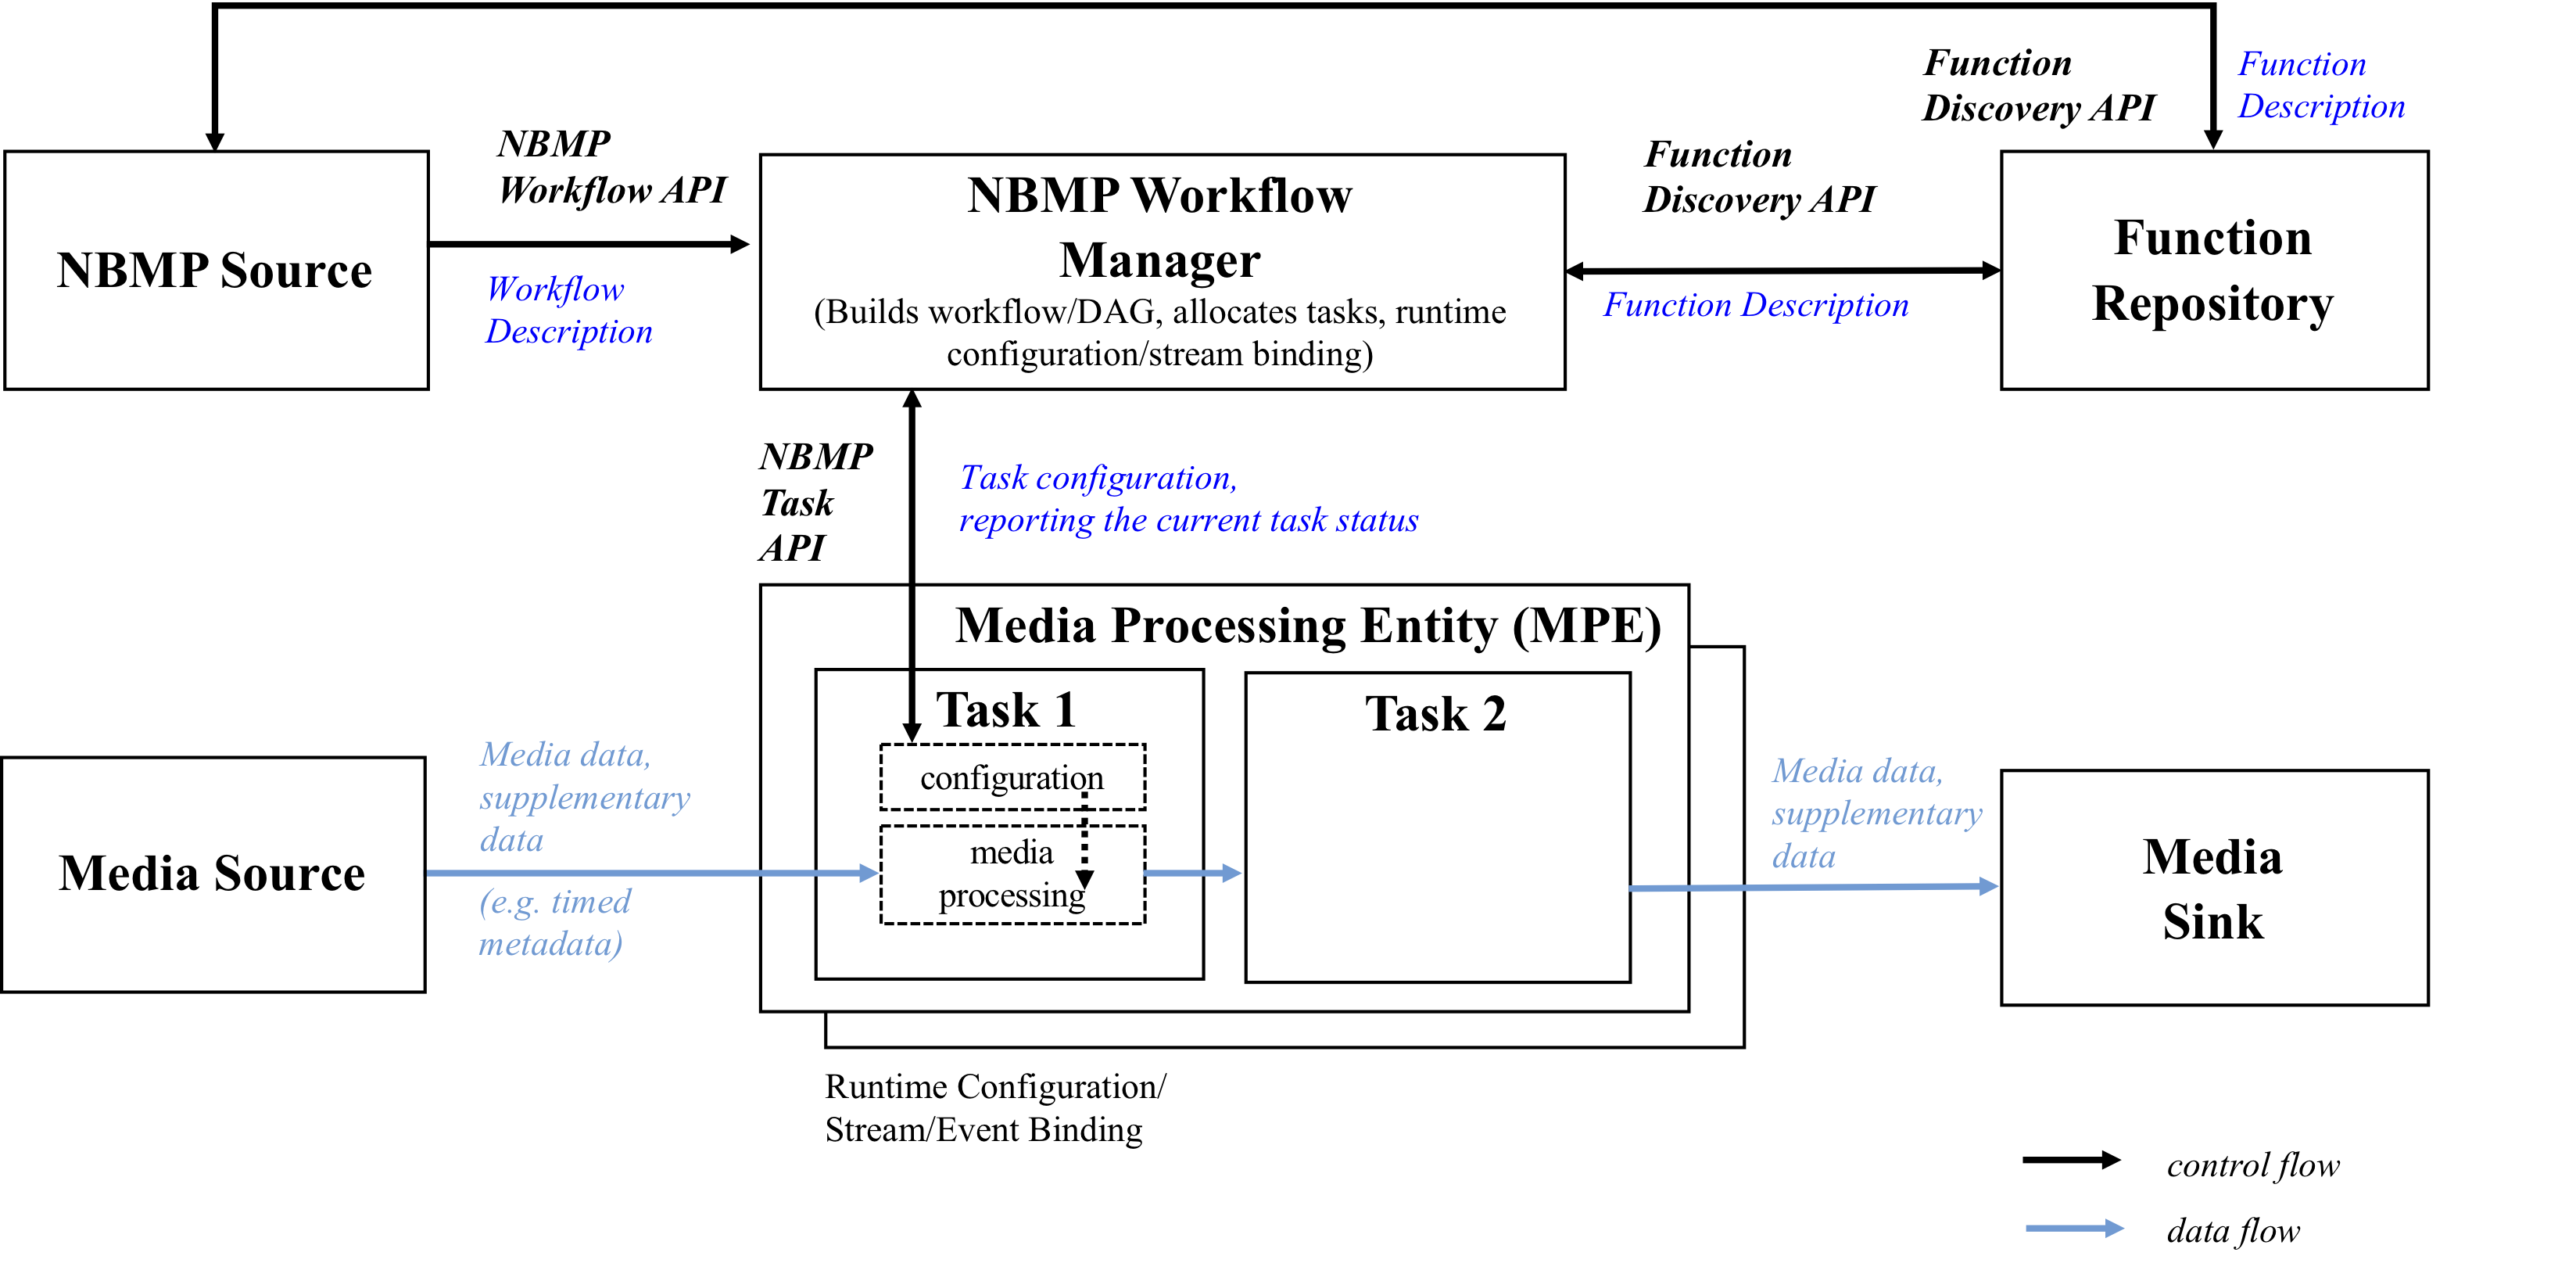 Function
Discovery API
Function
Description
NBMP
Workflow API
Function
Discovery API
NBMP Source
Workflow
Description
NBMP Workflow
Manager
(Builds workflow/DAG, allocates tasks, runtime
configuration/stream binding)
Function Description
Function
Repository
NBMP
Task
API
Task configuration,
reporting the current task status
Media Processing Entity (MPE)
Task 1
configuration
media
processing
Task 2
Media Source
Media data,
supplementary
data
(e.g. timed
metadata)
Media data,
supplementary
data
Media
Sink
Runtime Configuration/
Stream/Event Binding
control flow
data flow